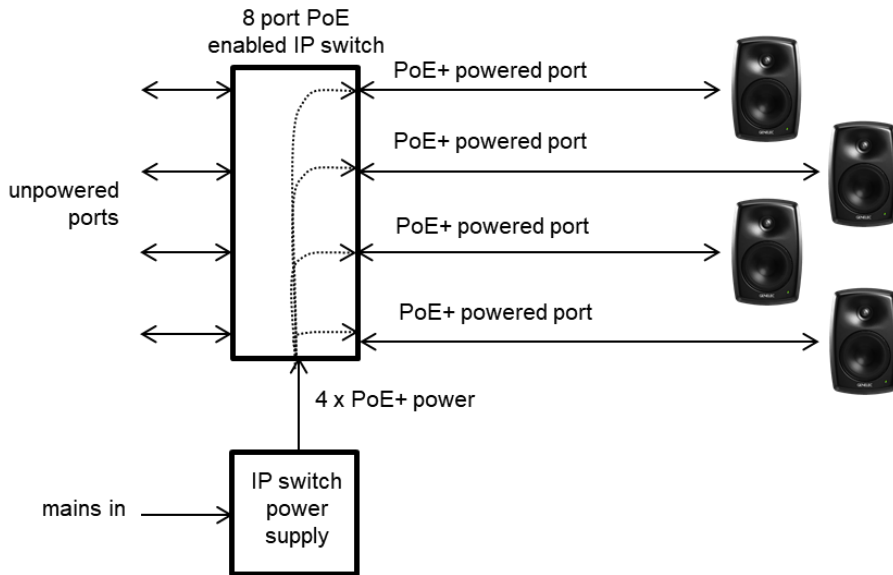 8 port PoE
enabled IP switch
PoE+ powered port
PoE+ powered port
unpowered
ports
PoE+ powered port
PoE+ powered port
4 x PoE+ power
mains in
IP switch
power
supply